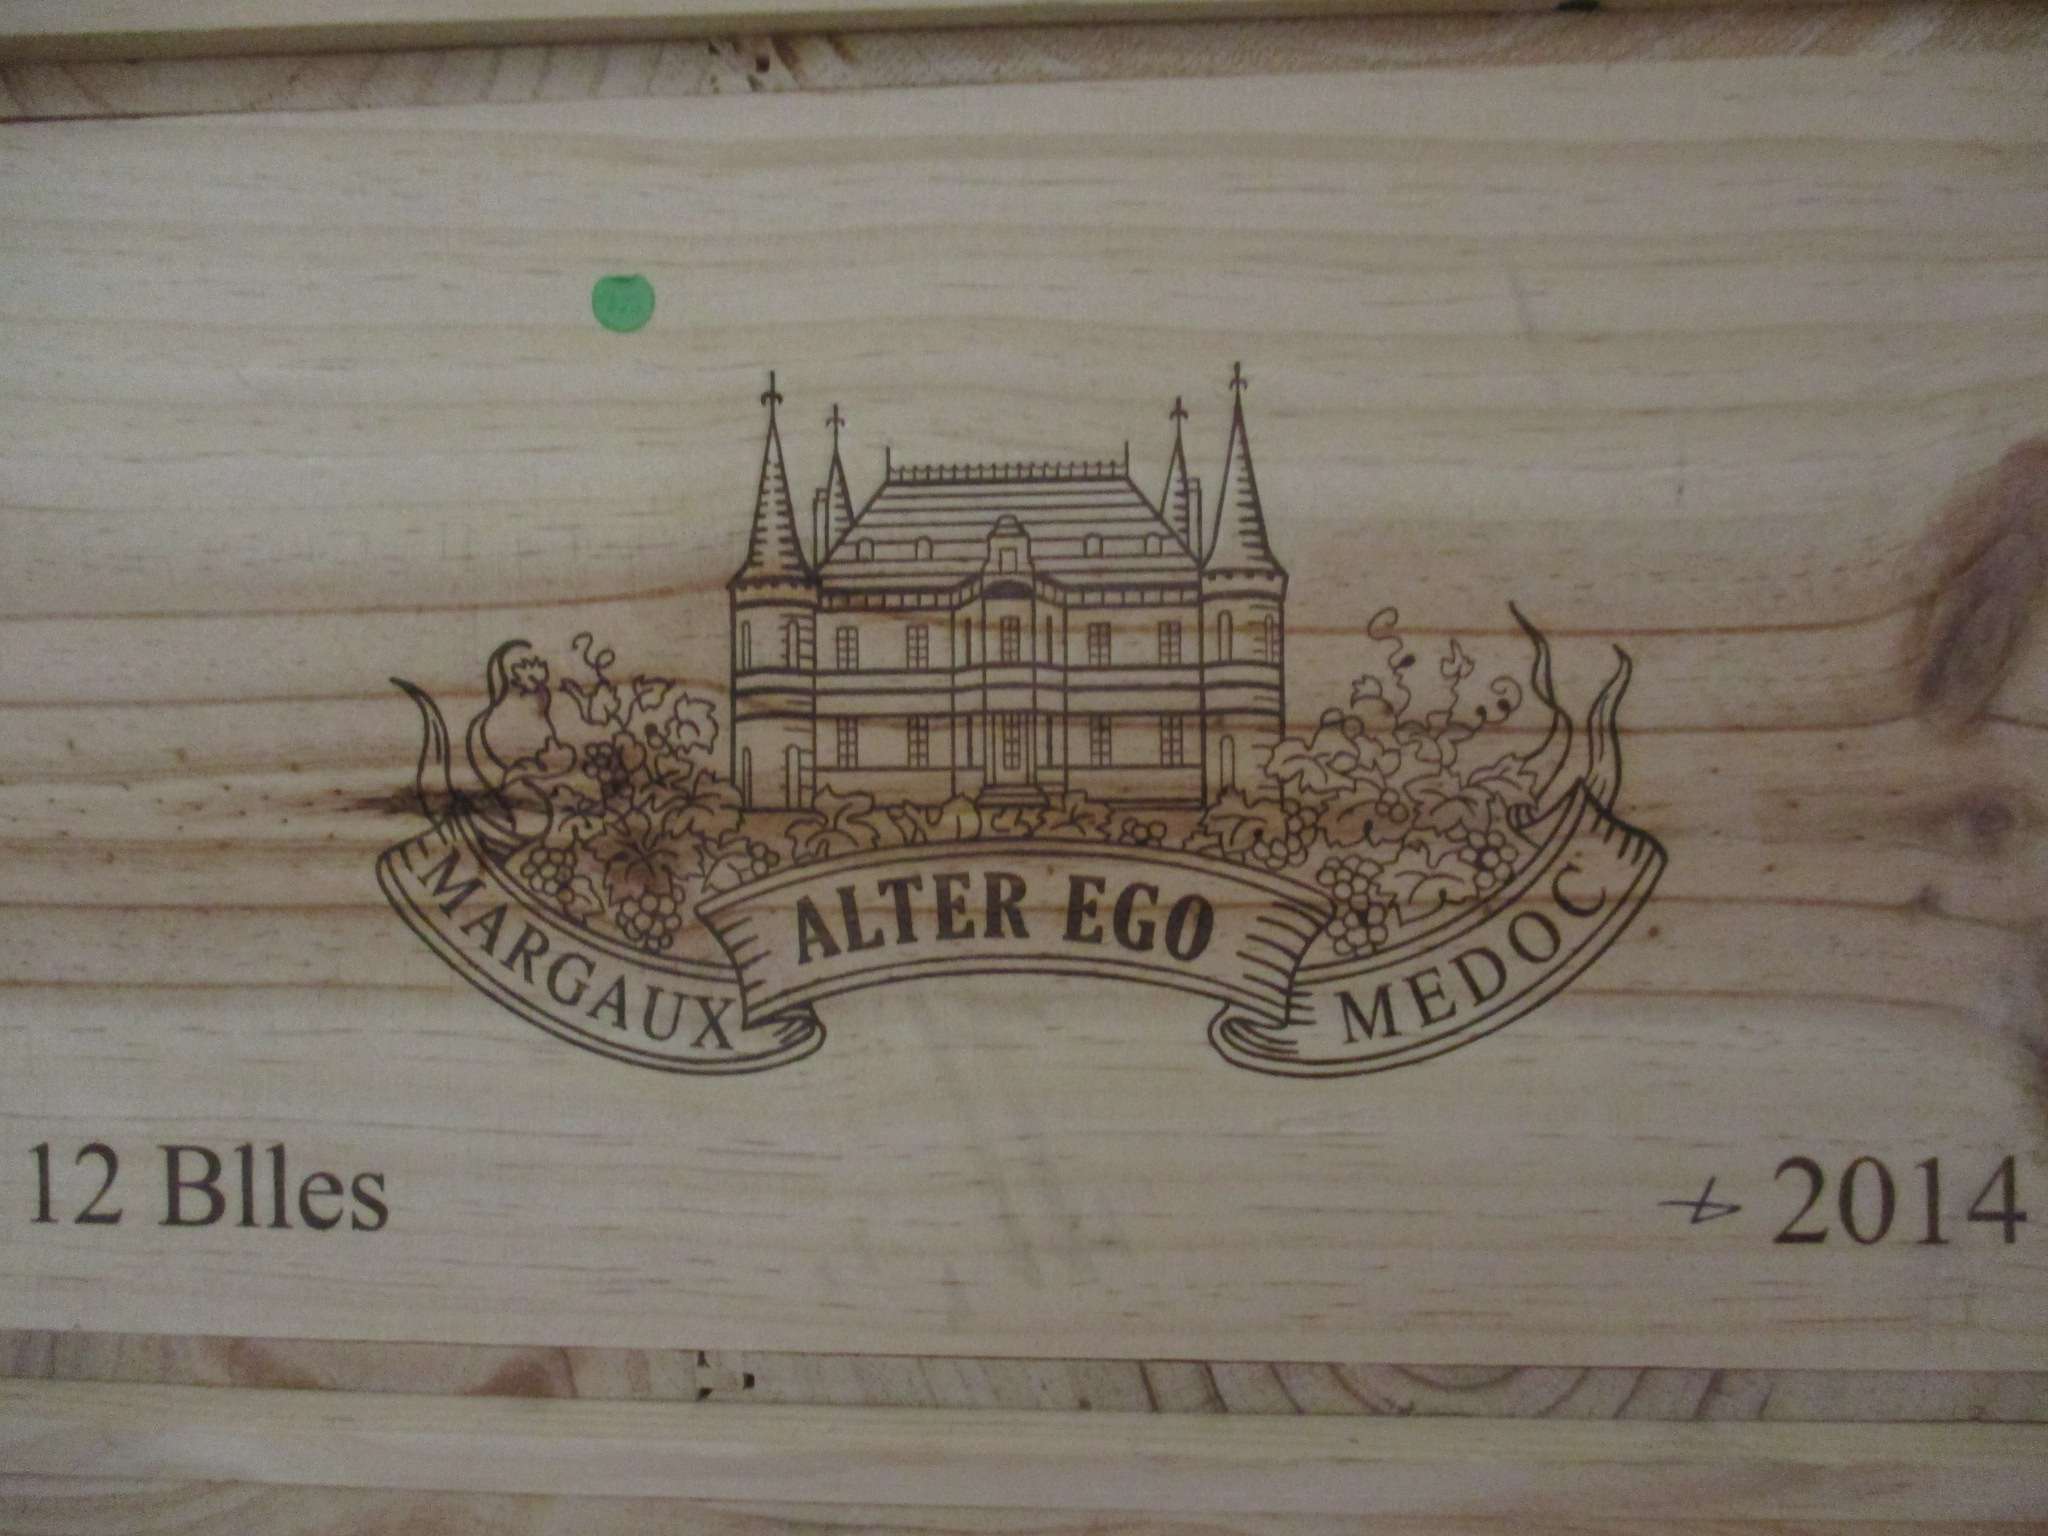 MARGAUX ALTER EGO MEDOC
12 Blles 2014